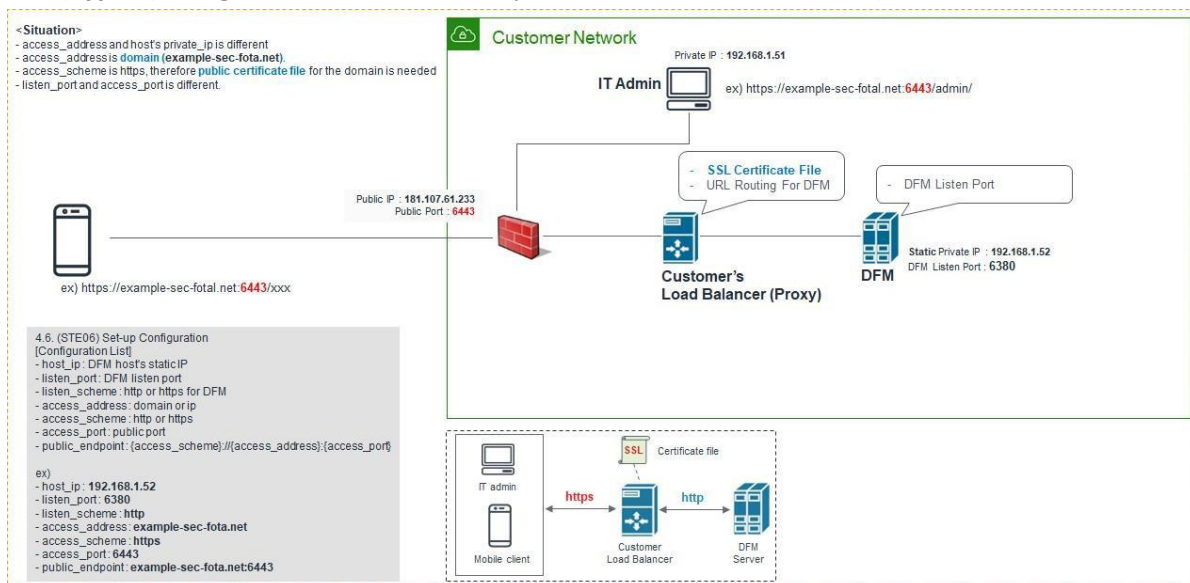 <Situation>
- access_address and host's private_ip is different
- access_address is domain (example-sec-fota.net).
- access_scheme is https, therefore public certificate file for the domain is needed
- listen_port and access_port is different.
Customer Network
Private IP : 192.168.1.51
IT Admin
ex) https://example-sec-fotal.net:6443/admin/
- SSL Certificate File
- URL Routing For DFM
- DFM Listen Port
Public IP : 181.107.61.233
Public Port : 6443
Static Private IP : 192.168.1.52
DFM Listen Port : 6380
Customer's
Load Balancer (Proxy)
DFM
ex) https://example-sec-fotal.net:6443/xxx
4.6. (STE06) Set-up Configuration
[Configuration List]
- host_ip : DFM host's static IP
- listen_port : DFM listen port
- listen_scheme : http or https for DFM
- access_address : domain or ip
- access_scheme : http or https
- access_port : public port
- public_endpoint : {access_scheme}://{access_address}:{access_port}
ex)
- host_ip : 192.168.1.52
- listen_port : 6380
- listen_scheme : http
- access_address : example-sec-fota.net
- access_scheme : https
- access_port : 6443
- public_endpoint : example-sec-fota.net:6443
SSL
Certificate file
IT admin
https
http
Mobile client
Customer
Load Balancer
DFM
Server